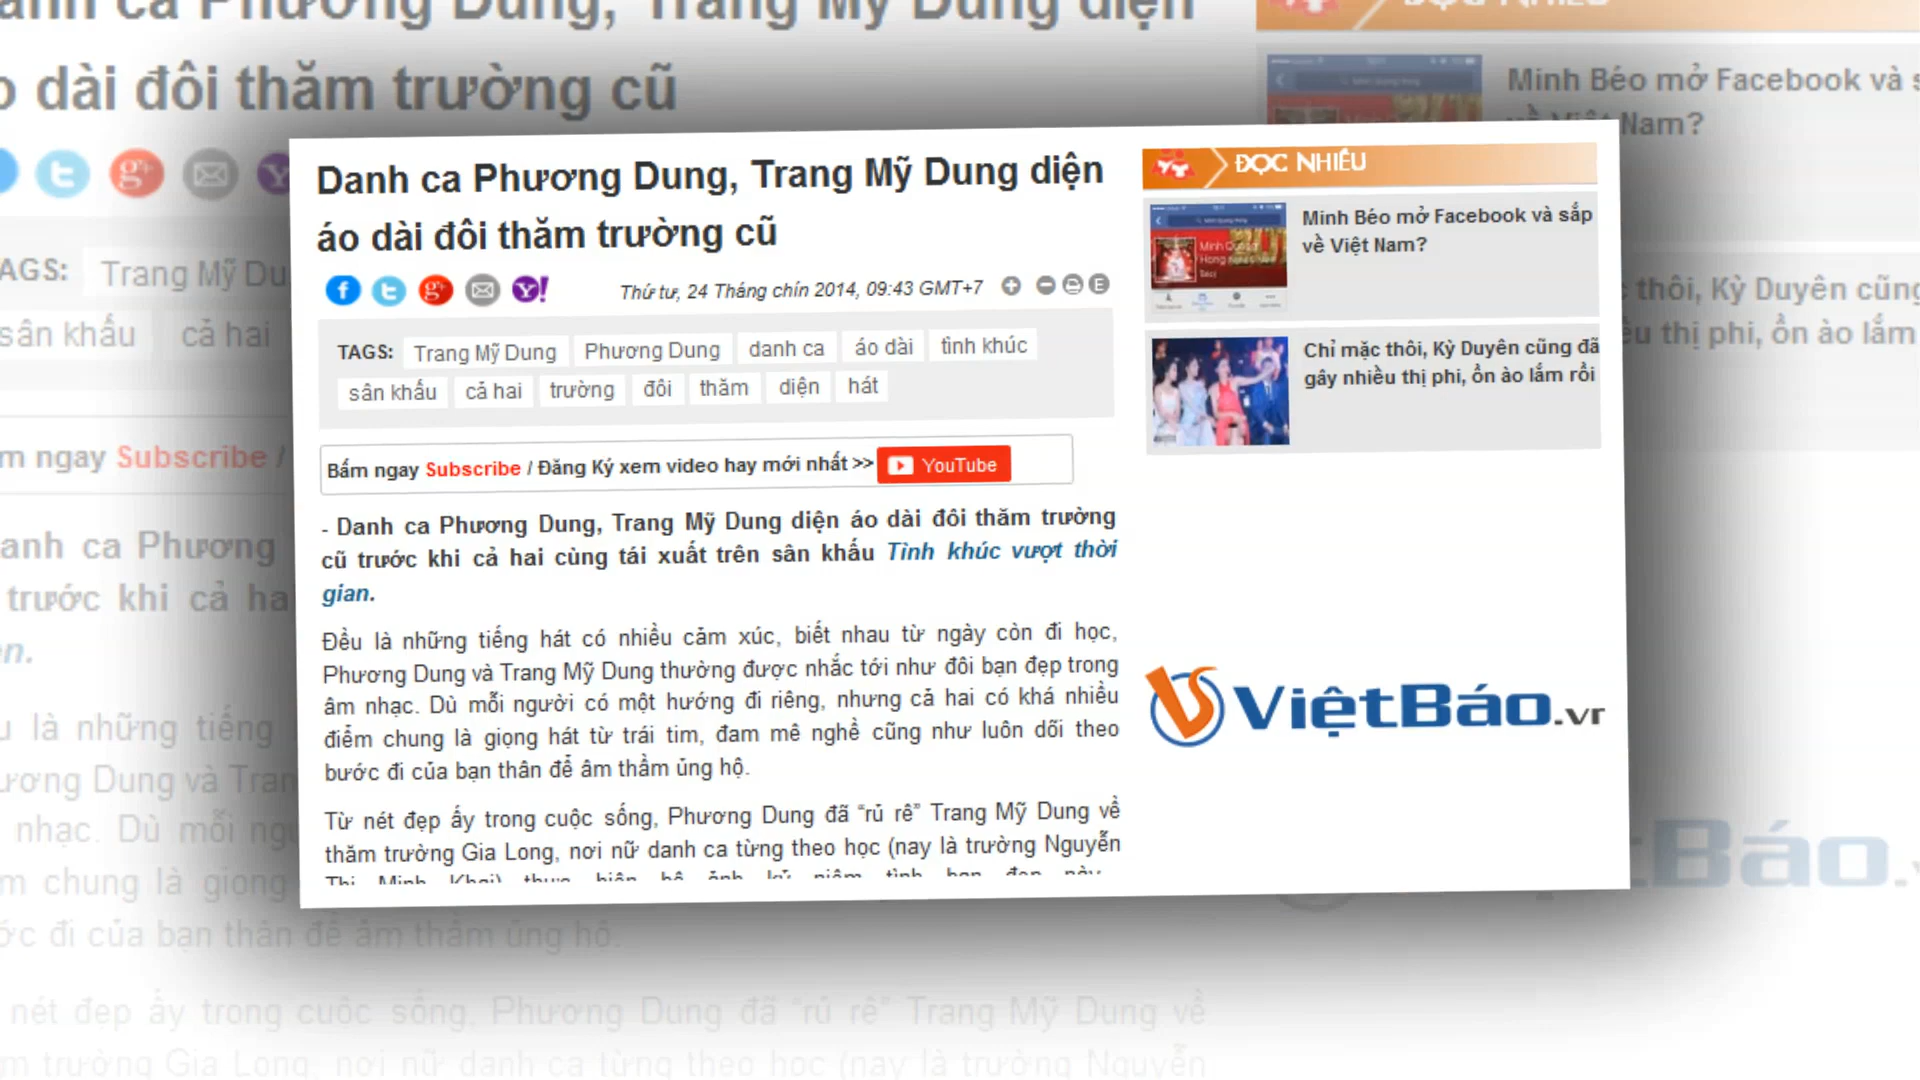 Danh ca Phương Dung, Trang Mỹ Dung diện
áo dài đôi thăm trường cũ
Thứ tư, 24 Tháng chín 2014, 09:43 GMT+7
TAGS: Trang Mỹ Dung Phương Dung danh ca áo dài tình khúc
sân khấu cả hai trường đôi thăm diện hát
Bấm ngay Subscribe / Đăng Ký xem video hay mới nhất >> YouTube
- Danh ca Phương Dung, Trang Mỹ Dung diện áo dài đôi thăm trường
cũ trước khi cả hai cùng tái xuất trên sân khấu Tình khúc vượt thời
gian.
Đều là những tiếng hát có nhiều cảm xúc, biết nhau từ ngày còn đi học,
Phương Dung và Trang Mỹ Dung thường được nhắc tới như đôi bạn đẹp trong
âm nhạc. Dù mỗi người có một hướng đi riêng, nhưng cả hai có khá nhiều
điểm chung là giọng hát từ trái tim, đam mê nghề cũng như luôn dõi theo
bước đi của bạn thân để âm thầm ủng hộ.
Từ nét đẹp ấy trong cuộc sống, Phương Dung đã “rủ rê” Trang Mỹ Dung về
thăm trường Gia Long, nơi nữ danh ca từng theo học (nay là trường Nguyễn
ĐỌC NHIỀU
Minh Béo mở Facebook và sắp
về Việt Nam?
Chỉ mặc thôi, Kỳ Duyên cũng đã
gây nhiều thị phi, ồn ào lắm rồi
ViệtBáo.vr